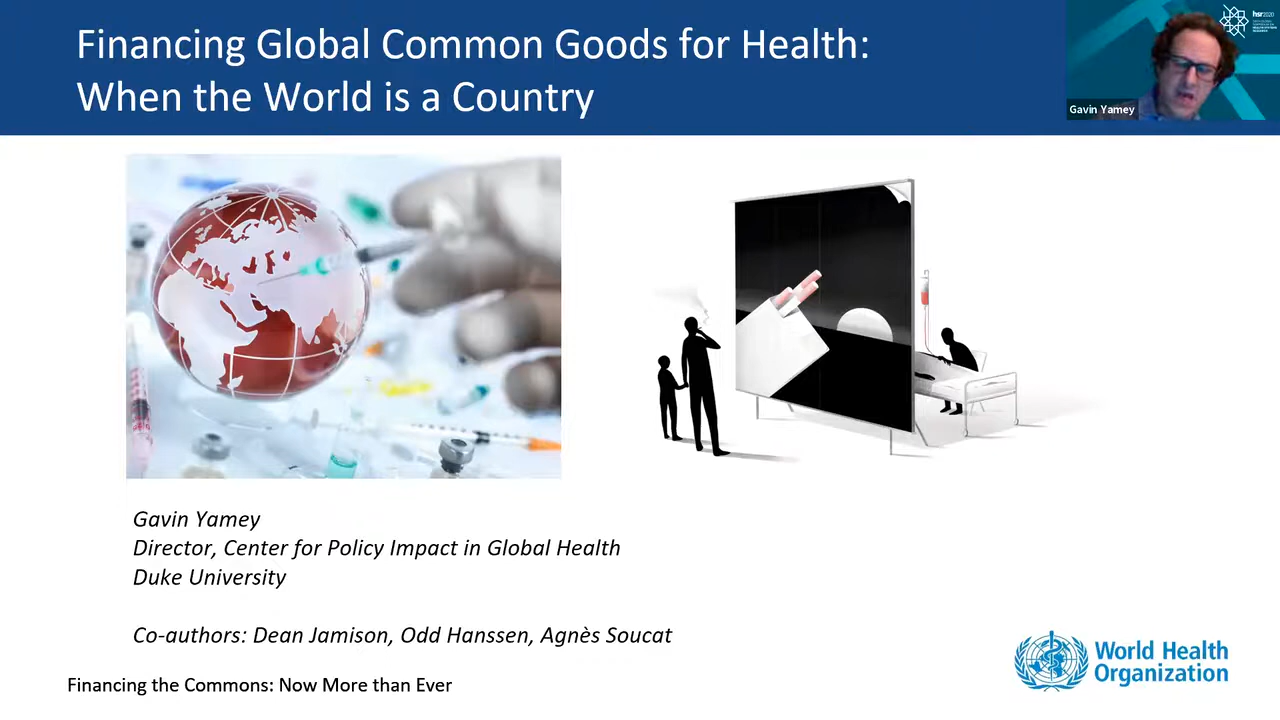 Financing Global Common Goods for Health:
When the World is a Country
hsr2020
Gavin Yamey
Gavin Yamey
Director, Center for Policy Impact in Global Health
Duke University
Co-authors: Dean Jamison, Odd Hanssen, Agnès Soucat
World Health
Organization
Financing the Commons: Now More than Ever